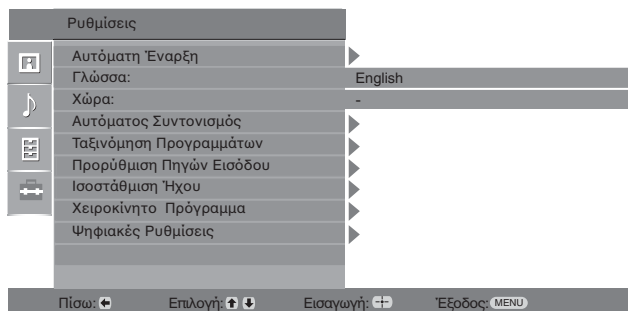 Ρυθμίσεις
Αυτόματη Έναρξη
Γλώσσα: English
Χώρα: -
Αυτόματος Συντονισμός
Ταξινόμηση Προγραμμάτων
Προρύθμιση Πηγών Εισόδου
Ισοστάθμιση Ήχου
Χειροκίνητο Πρόγραμμα
Ψηφιακές Ρυθμίσεις
Πίσω: Επιλογή: Εισαγωγή: Έξοδος: MENU